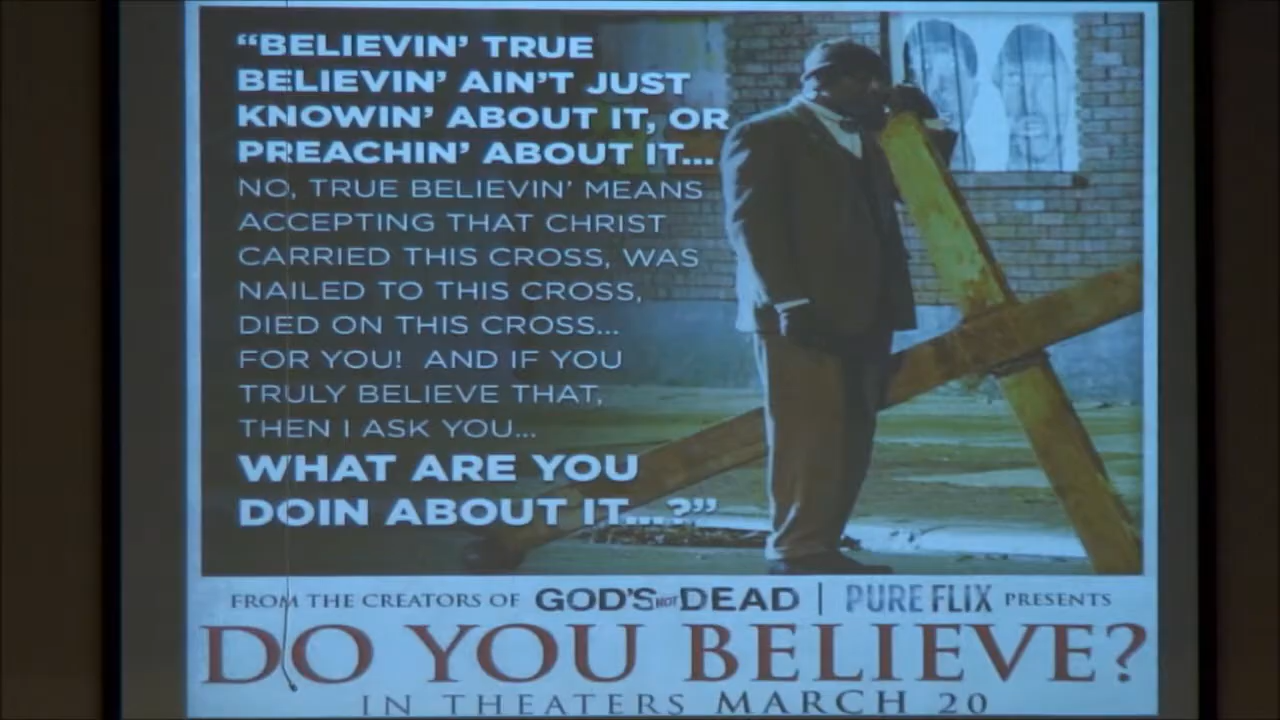 “BELIEVIN’ TRUE
BELIEVIN’ AIN’T JUST
KNOWIN’ ABOUT IT, OR
PREACHIN’ ABOUT IT...
NO, TRUE BELIEVIN’ MEANS
ACCEPTING THAT CHRIST
CARRIED THIS CROSS, WAS
NAILED TO THIS CROSS,
DIED ON THIS CROSS...
FOR YOU! AND IF YOU
TRULY BELIEVE THAT,
THEN I ASK YOU...
WHAT ARE YOU
DOIN ABOUT IT...?”
FROM THE CREATORS OF GOD’S NOT DEAD | PURE FLIX PRESENTS
DO YOU BELIEVE?
IN THEATERS MARCH 20